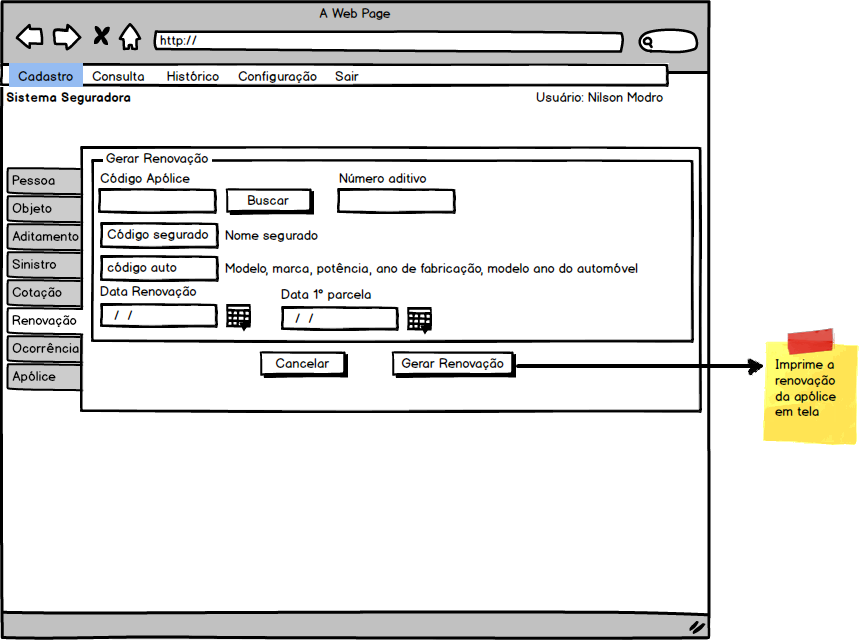 A Web Page
http://
Cadastro Consulta Histórico Configuração Sair
Sistema Seguradora Usuário: Nilson Modro
Pessoa
Objeto
Aditamento
Sinistro
Cotação
Renovação
Ocorrência
Apólice
Gerar Renovação
Código Apólice Número aditivo
Buscar
Código segurado Nome segurado
código auto Modelo, marca, potência, ano de fabricação, modelo ano do automóvel
Data Renovação Data 1º parcela
/ / / /
Cancelar Gerar Renovação
Imprime a
renovação
da apólice
em tela